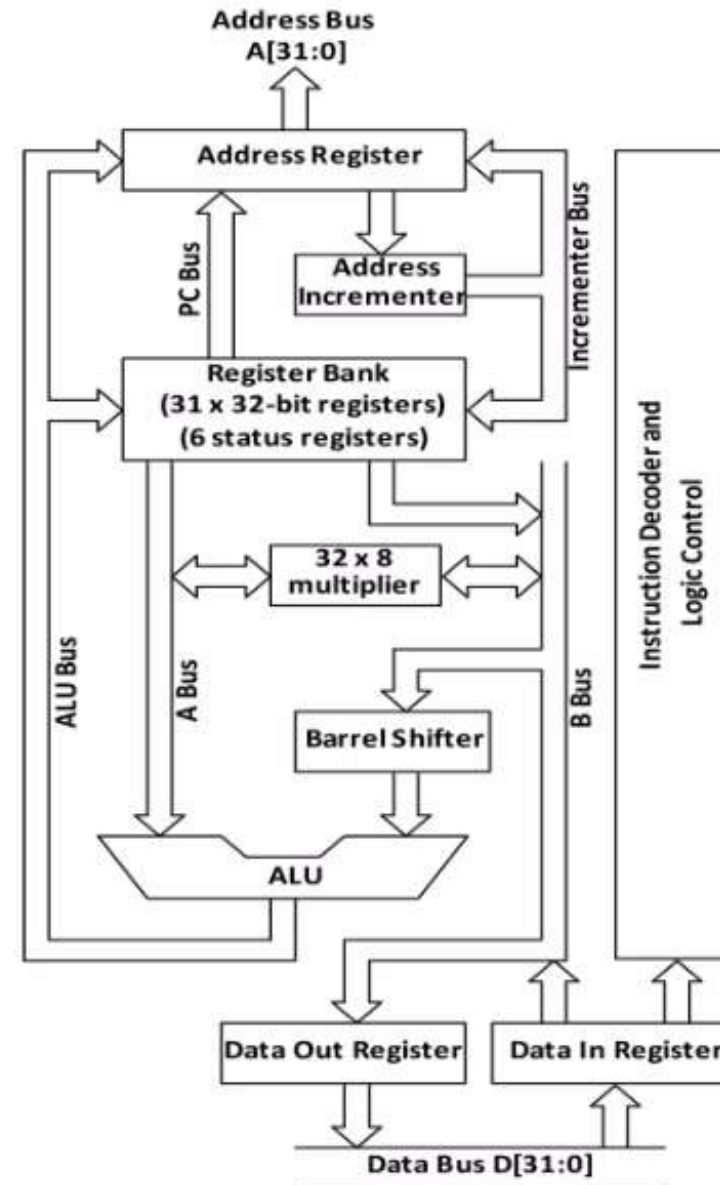 Address Bus
A[31:0]
Address Register
PC Bus
Address
Incrementer
Incrementer Bus
Register Bank
(31 x 32-bit registers)
(6 status registers)
32 x 8
multiplier
ALU Bus
A Bus
Barrel Shifter
B Bus
Instruction Decoder and
Logic Control
ALU
Data Out Register
Data In Register
Data Bus D[31:0]